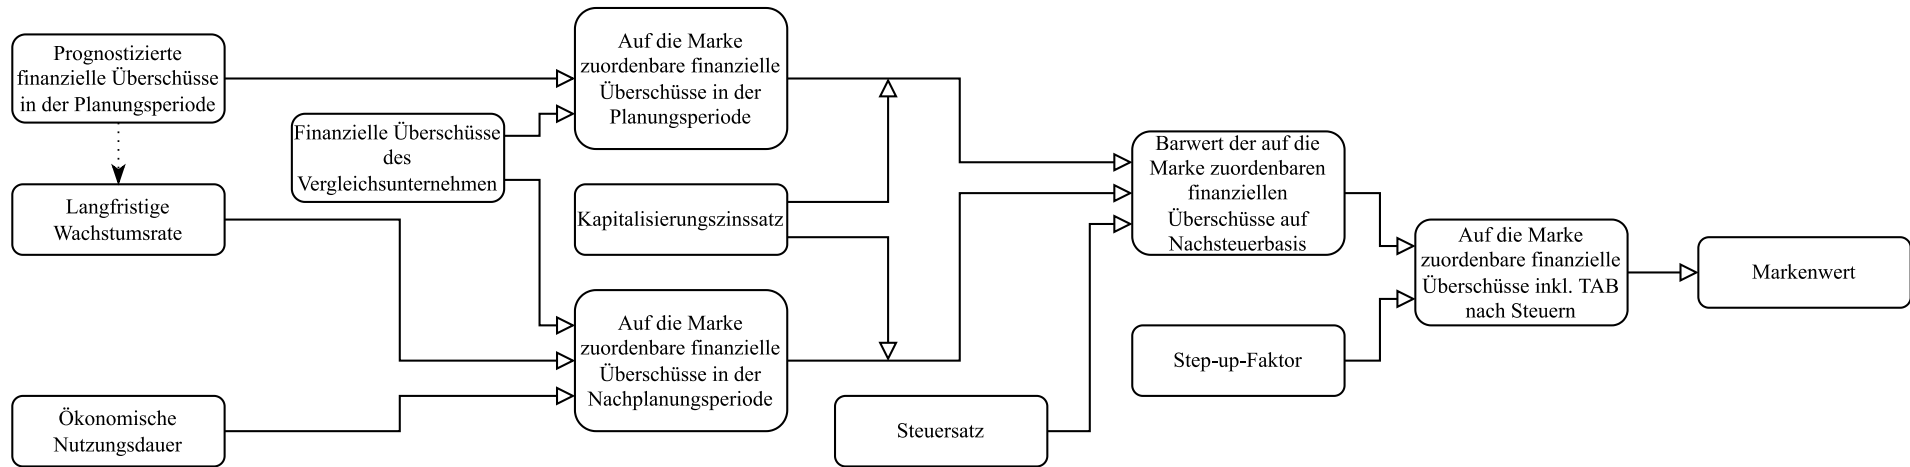 Prognostizierte
finanzielle Überschüsse
in der Planungsperiode
Langfristige
Wachstumsrate
Ökonomische
Nutzungsdauer
Finanzielle Überschüsse
des
Vergleichsunternehmen
Auf die Marke
zuordenbare finanzielle
Überschüsse in der
Planungsperiode
Kapitalisierungszinssatz
Auf die Marke
zuordenbare finanzielle
Überschüsse in der
Nachplanungsperiode
Steuersatz
Barwert der auf die
Marke zuordenbaren
finanziellen
Überschüsse auf
Nachsteuerbasis
Step-up-Faktor
Auf die Marke
zuordenbare finanzielle
Überschüsse inkl. TAB
nach Steuern
Markenwert